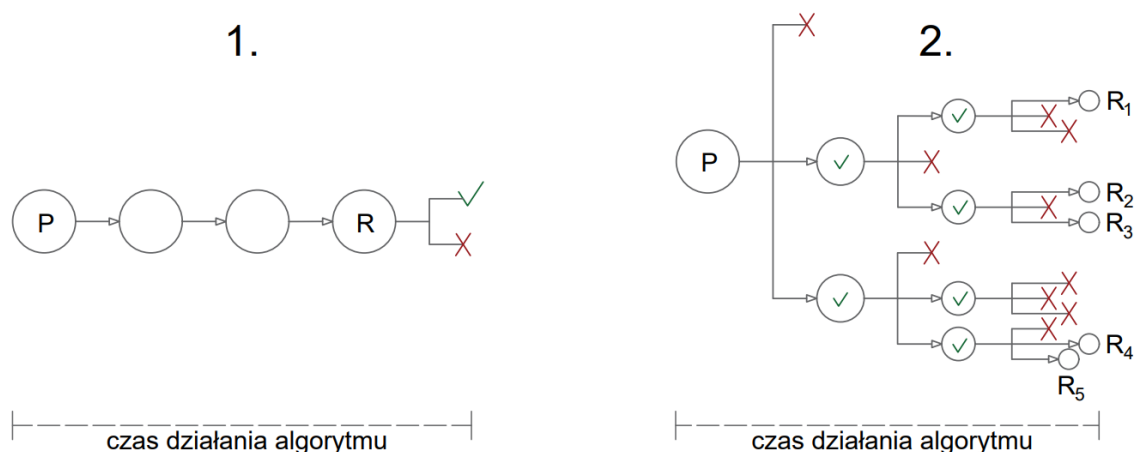 1.
P
R
czas działania algorytmu
2.
P
R1
R2
R3
R4
R5
czas działania algorytmu